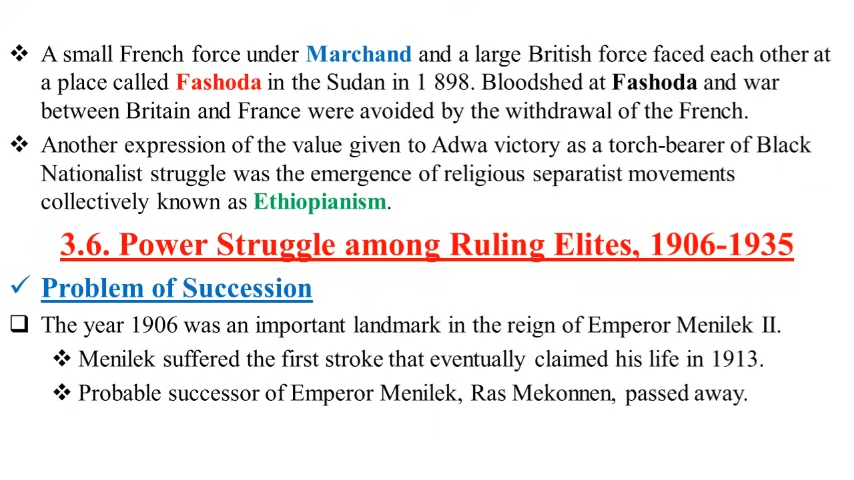 ❖ A small French force under Marchand and a large British force faced each other at
a place called Fashoda in the Sudan in 1 898. Bloodshed at Fashoda and war
between Britain and France were avoided by the withdrawal of the French.
❖ Another expression of the value given to Adwa victory as a torch-bearer of Black
Nationalist struggle was the emergence of religious separatist movements
collectively known as Ethiopianism.
3.6. Power Struggle among Ruling Elites, 1906-1935
✓ Problem of Succession
❑ The year 1906 was an important landmark in the reign of Emperor Menilek II.
❖ Menilek suffered the first stroke that eventually claimed his life in 1913.
❖ Probable successor of Emperor Menilek, Ras Mekonnen, passed away.